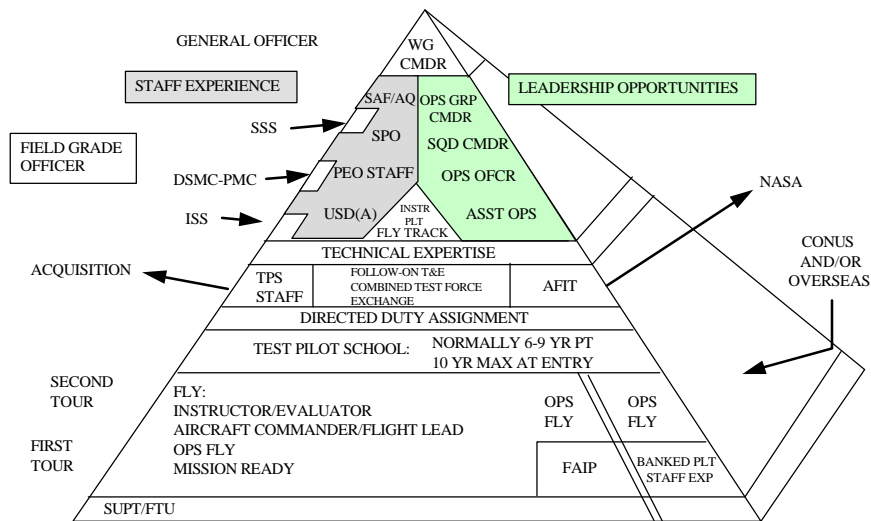 GENERAL OFFICER
WG
CMDR
STAFF EXPERIENCE
LEADERSHIP OPPORTUNITIES
SAF/AQ
OPS GRP
CMDR
SSS
SPO
SQD CMDR
FIELD GRADE
OFFICER
DSMC-PMC
PEO STAFF
OPS OFCR
NASA
ISS
USD(A)
INSTR
PLT
FLY TRACK
ASST OPS
TECHNICAL EXPERTISE
CONUS
AND/OR
OVERSEAS
ACQUISITION
TPS
STAFF
FOLLOW-ON T&E
COMBINED TEST FORCE
EXCHANGE
AFIT
DIRECTED DUTY ASSIGNMENT
TEST PILOT SCHOOL: NORMALLY 6-9 YR PT
10 YR MAX AT ENTRY
SECOND
TOUR
FLY:
INSTRUCTOR/EVALUATOR
AIRCRAFT COMMANDER/FLIGHT LEAD
OPS FLY
MISSION READY
OPS
FLY
OPS
FLY
FIRST
TOUR
FAIP
BANKED PLT
STAFF EXP
SUPT/FTU